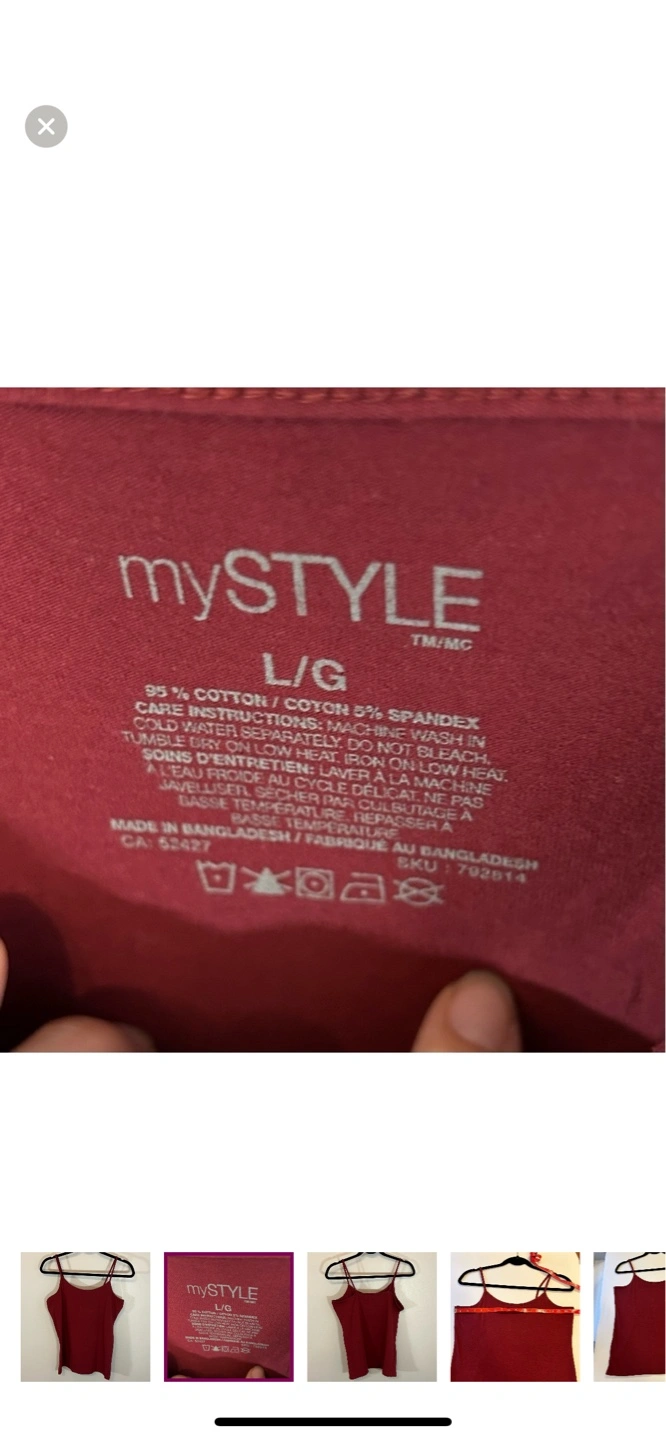 mySTYLE
TM/MC
L/G
95 % COTTON / COTON 5% SPANDEX
CARE INSTRUCTIONS: MACHINE WASH IN
COLD WATER SEPARATELY. DO NOT BLEACH.
TUMBLE DRY ON LOW HEAT. IRON ON LOW HEAT.
SOINS D'ENTRETIEN: LAVER À LA MACHINE
À L'EAU FROIDE AU CYCLE DÉLICAT. NE PAS
JAVELLISER. SÉCHER PAR CULBUTAGE À
BASSE TEMPÉRATURE. REPASSER À
BASSE TEMPÉRATURE.
MADE IN BANGLADESH / FABRIQUÉ AU BANGLADESH
CA: 52427
SKU : 792814
mySTYLE
L/G